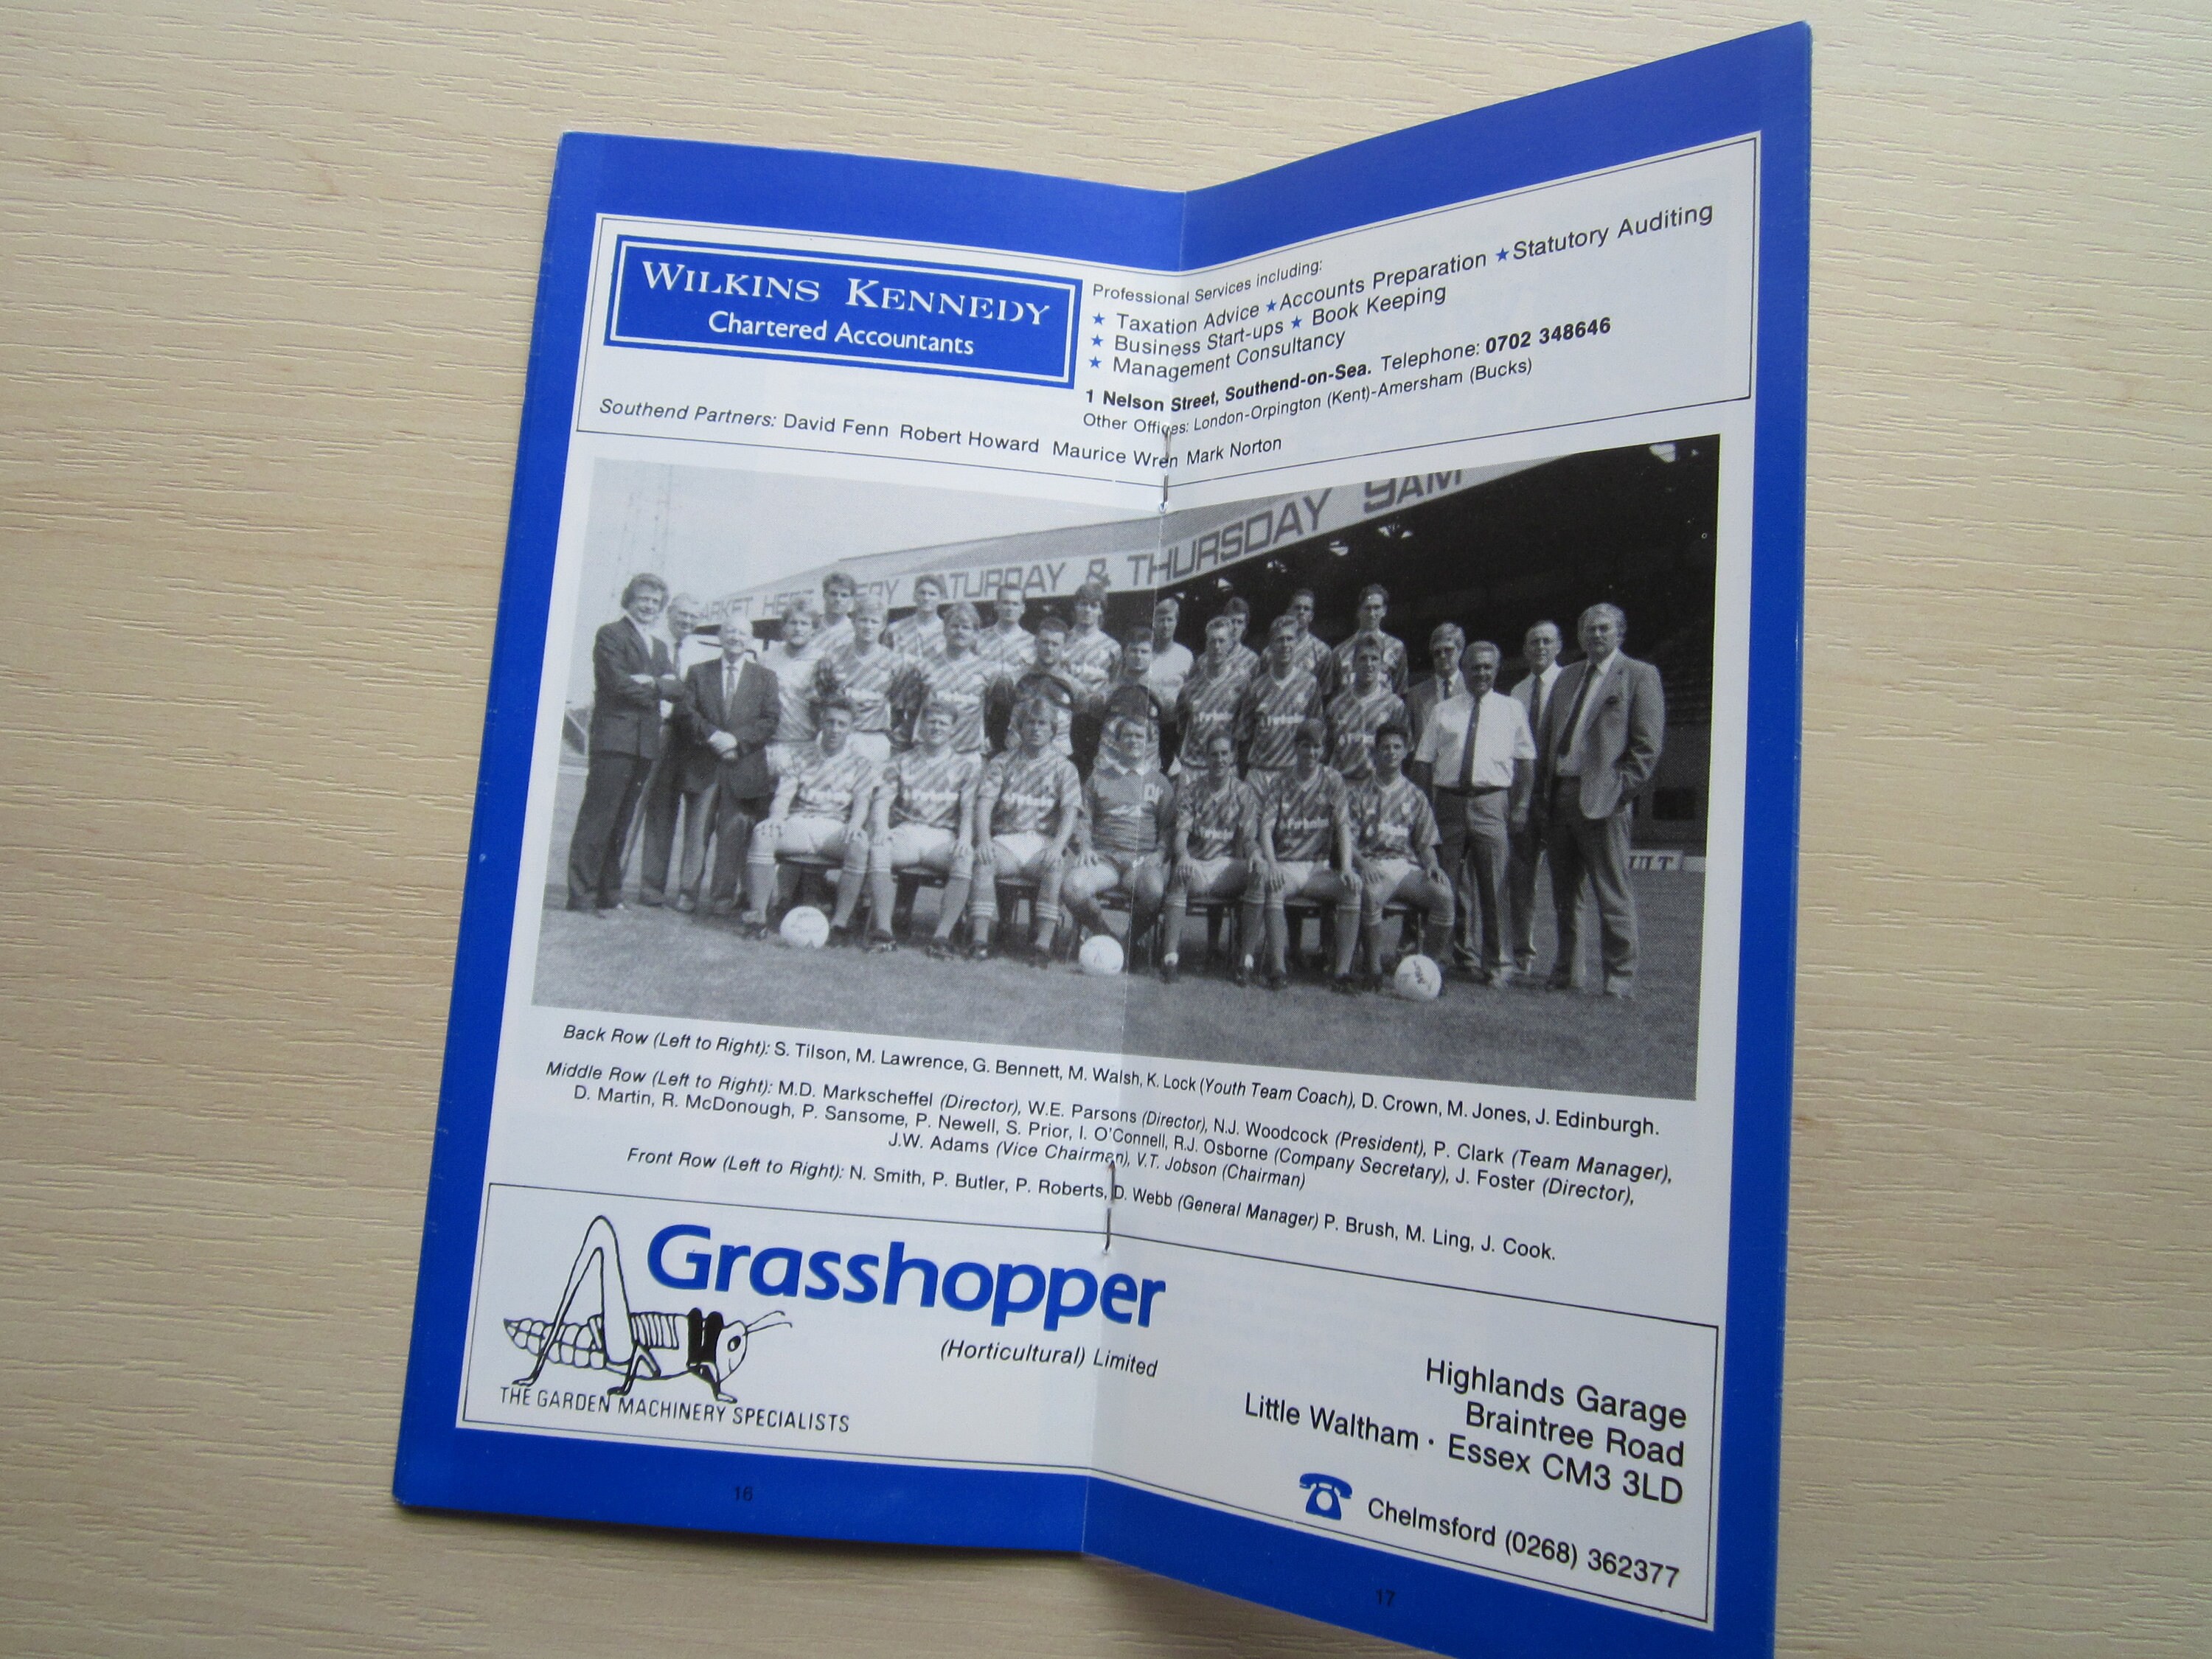 WILKINS KENNEDY
Chartered Accountants
Professional Services including:
★ Taxation Advice ★ Accounts Preparation ★ Statutory Auditing
★ Business Start-ups ★ Book Keeping
★ Management Consultancy
1 Nelson Street, Southend-on-Sea. Telephone: 0702 348646
Other Offices: London-Orpington (Kent)-Amersham (Bucks)
Southend Partners: David Fenn Robert Howard Maurice Wren Mark Norton
SATURDAY & THURSDAY 9AM
Back Row (Left to Right): S. Tilson, M. Lawrence, G. Bennett, M. Walsh, K. Lock (Youth Team Coach), D. Crown, M. Jones, J. Edinburgh.
Middle Row (Left to Right): M.D. Markscheffel (Director), W.E. Parsons (Director), N.J. Woodcock (President), P. Clark (Team Manager),
D. Martin, R. McDonough, P. Sansome, P. Newell, S. Prior, I. O'Connell, R.J. Osborne (Company Secretary), J. Foster (Director),
J.W. Adams (Vice Chairman), V.T. Jobson (Chairman)
Front Row (Left to Right): N. Smith, P. Butler, P. Roberts, D. Webb (General Manager) P. Brush, M. Ling, J. Cook.
Grasshopper
(Horticultural) Limited
THE GARDEN MACHINERY SPECIALISTS
Highlands Garage
Braintree Road
Little Waltham · Essex CM3 3LD
Chelmsford (0268) 362377
16
17